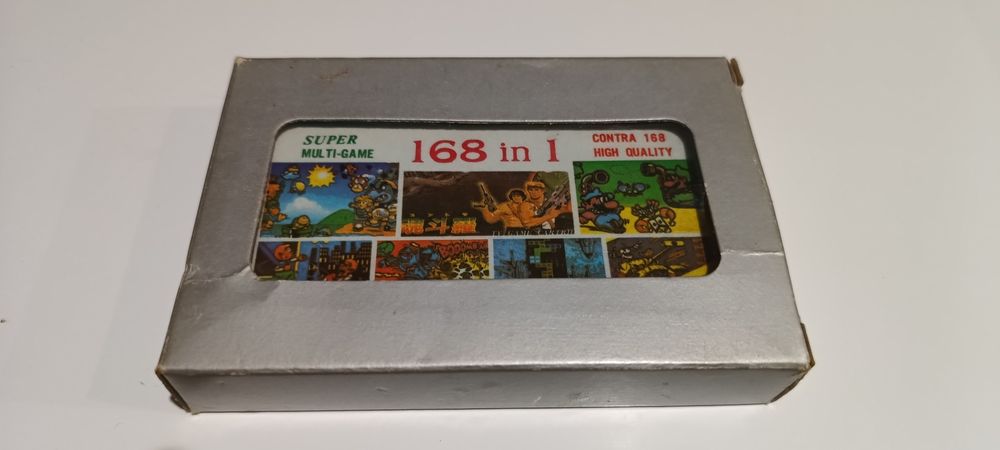 SUPER
MULTI-GAME
168 in 1
CONTRA 168
HIGH QUALITY